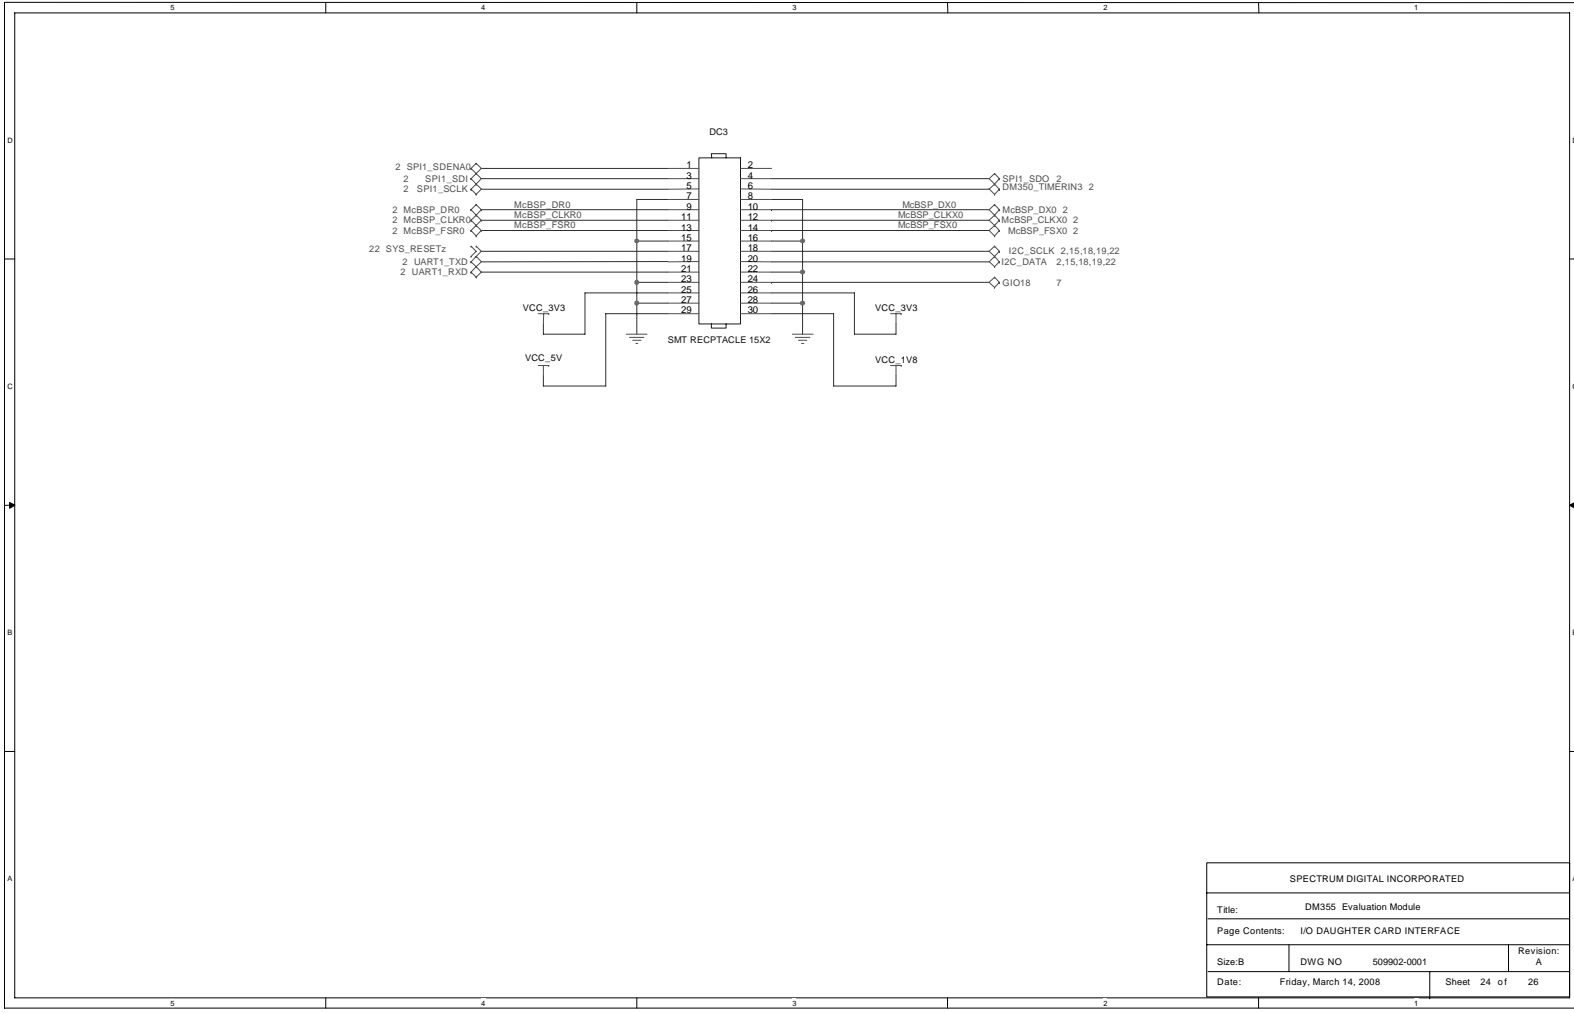 5 4 3 2 1
D
DC3
2 SPI1_SDENA0 1 2
2 SPI1_SDI 3 4 SPI1_SDO 2
2 SPI1_SCLK 5 6 DM350_TIMERIN3 2
7 8
2 McBSP_DR0 McBSP_DR0 9 10 McBSP_DX0 McBSP_DX0 2
2 McBSP_CLKR0 McBSP_CLKR0 11 12 McBSP_CLKX0 McBSP_CLKX0 2
2 McBSP_FSR0 McBSP_FSR0 13 14 McBSP_FSX0 McBSP_FSX0 2
15 16
22 SYS_RESETz 17 18 I2C_SCLK 2,15,18,19,22
2 UART1_TXD 19 20 I2C_DATA 2,15,18,19,22
2 UART1_RXD 21 22
23 24 GIO18 7
25 26
27 28
VCC_3V3 29 30 VCC_3V3
SMT RECPTACLE 15X2
VCC_5V VCC_1V8
C
B
A
SPECTRUM DIGITAL INCORPORATED
Title: DM355 Evaluation Module
Page Contents: I/O DAUGHTER CARD INTERFACE
Size:B DWG NO 509902-0001 Revision: A
Date: Friday, March 14, 2008 Sheet 24 of 26
5 4 3 2 1